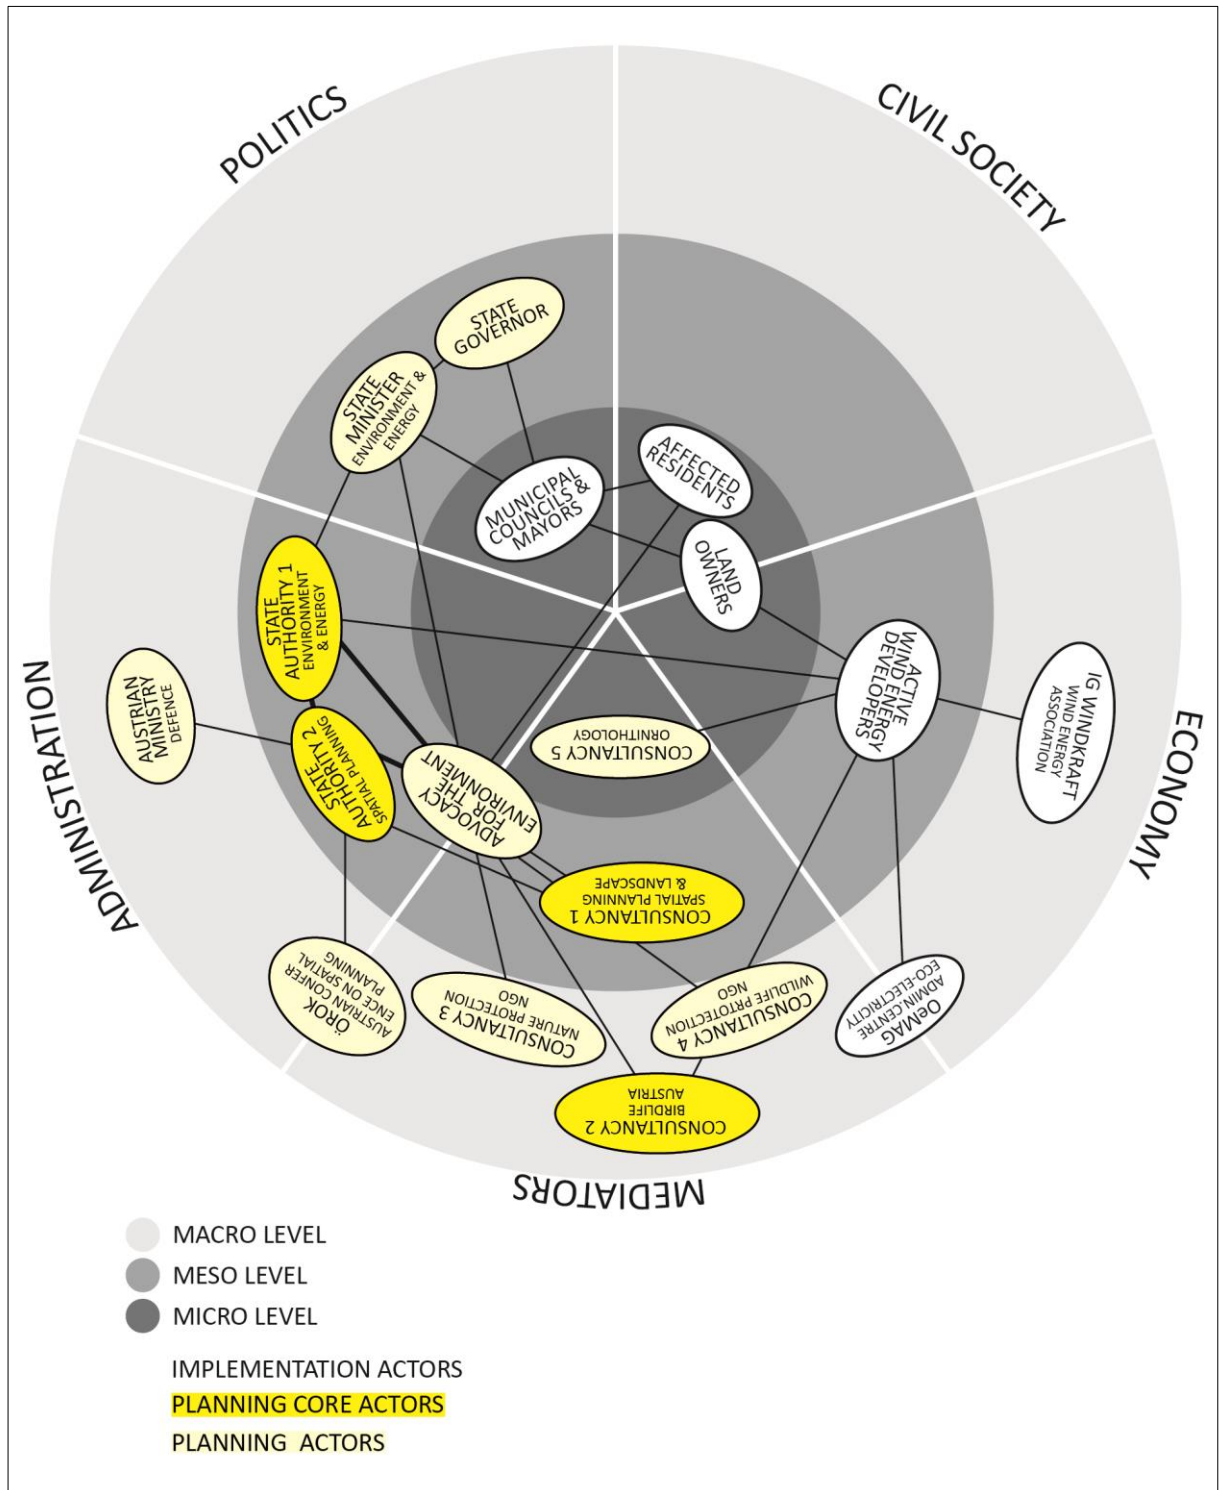 POLITICS
CIVIL SOCIETY
STATE
GOVERNOR
STATE
MINISTER
ENVIRONMENT &
ENERGY
MUNICIPAL
COUNCILS &
MAYORS
AFFECTED
RESIDENTS
LAND
OWNERS
STATE
AUTHORITY 1
ENVIRONMENT
& ENERGY
AUSTRIAN
MINISTRY
DEFENCE
STATE
AUTHORITY 2
SPATIAL PLANNING
ADVOCACY
FOR THE
ENVIRONMENT
ACTIVE
WIND ENERGY
DEVELOPERS
IG WINDKRAFT
WIND ENERGY
ASSOCIATION
CONSULTANCY 5
ORNITHOLOGY
ADMINISTRATION
ECONOMY
CONSULTANCY 1
SPATIAL PLANNING
& LANDSCAPE
ÖROK
AUSTRIAN CONFER
ENCE ON SPATIAL
PLANNING
CONSULTANCY 3
NATURE PROTECTION
NGO
CONSULTANCY 4
WILDLIFE PRTOTECTION
NGO
OeMAG
ADMIN.CENTRE
ECO-ELECTRICITY
CONSULTANCY 2
BIRDLIFE
AUSTRIA
MEDIATORS
MACRO LEVEL
MESO LEVEL
MICRO LEVEL
IMPLEMENTATION ACTORS
PLANNING CORE ACTORS
PLANNING ACTORS